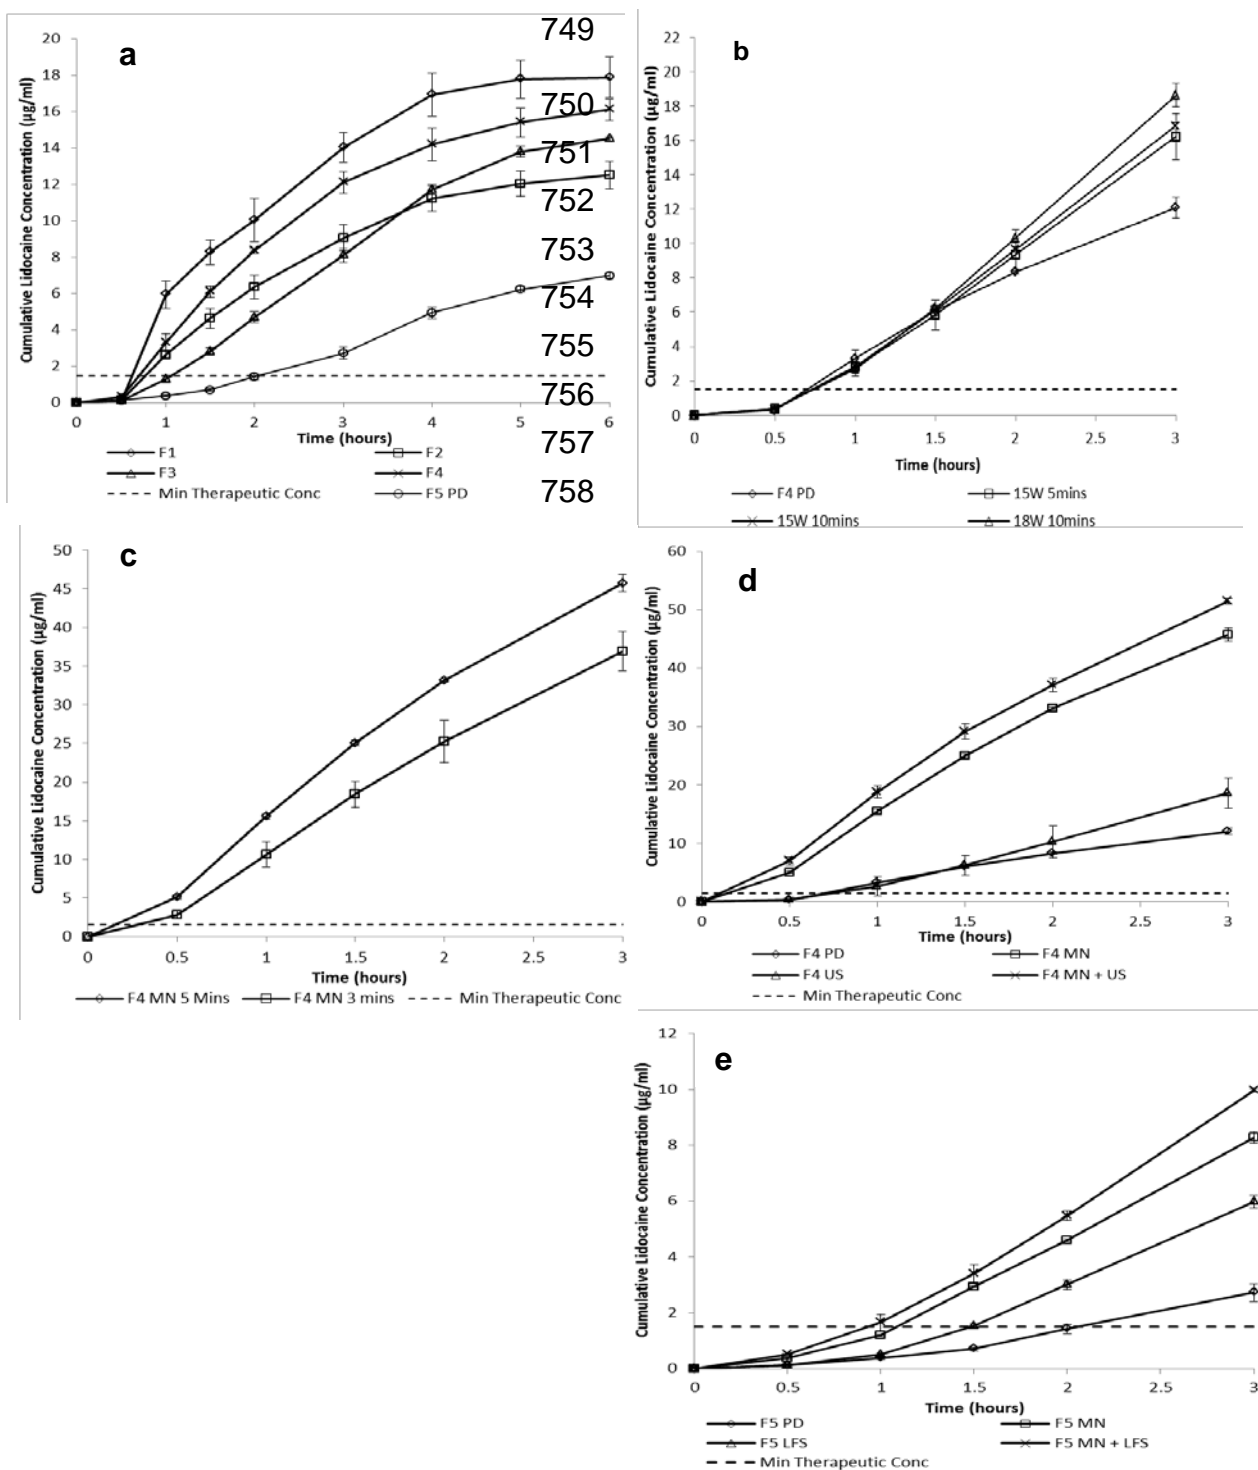 a
Cumulative Lidocaine Concentration (µg/ml)
20
18
16
14
12
10
8
6
4
2
0
0 1 2 3 4 5 6
Time (hours)
F1 F2
F3 F4
Min Therapeutic Conc F5 PD
749
750
751
752
753
754
755
756
757
758
b
Cumulative Lidocaine Concentration (µg/ml)
22
20
18
16
14
12
10
8
6
4
2
0
0 0.5 1 1.5 2 3
Time (hours)
F4 PD 15W 5mins
15W 10mins 18W 10mins
c
Cumulative Lidocaine Concentration (µg/ml)
50
45
40
35
30
25
20
15
10
5
0
0 0.5 1 1.5 2 2.5 3
Time (hours)
F4 MN 5 Mins F4 MN 3 mins Min Therapeutic Conc
d
Cumulative Lidocaine Concentration (µg/ml)
60
50
40
30
20
10
0
0 0.5 1 1.5 2 2.5 3
Time (hours)
F4 PD F4 MN
F4 US F4 MN + US
Min Therapeutic Conc
e
Cumulative Lidocaine Concentration (µg/ml)
12
10
8
6
4
2
0
0 0.5 1 1.5 2 2.5 3
Time (hours)
F5 PD F5 MN
F5 LFS F5 MN + LFS
Min Therapeutic Conc